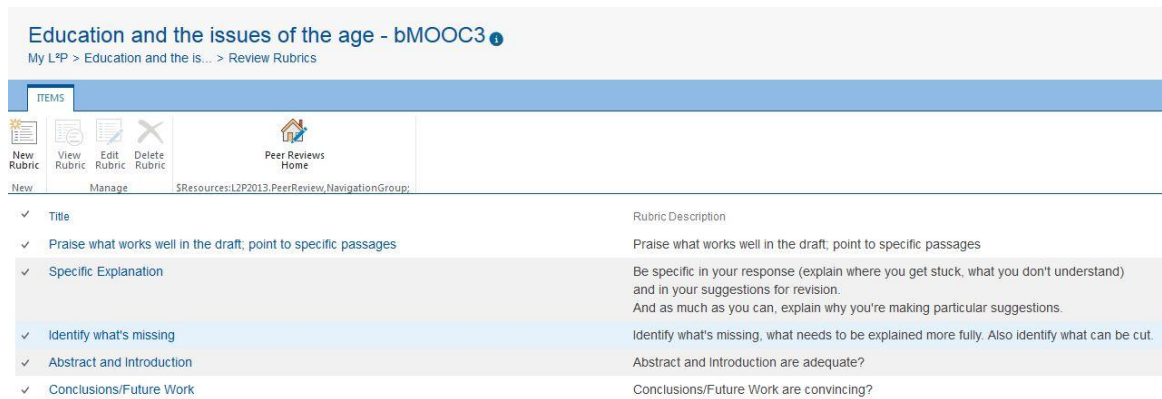 Education and the issues of the age - bMOOC3
My L²P > Education and the is... > Review Rubrics
ITEMS
New Rubric
View Rubric
Edit Rubric
Delete Rubric
Peer Reviews Home
New
Manage
$Resources:L2P2013.PeerReview,NavigationGroup;
Title
Rubric Description
Praise what works well in the draft; point to specific passages
Praise what works well in the draft; point to specific passages
Specific Explanation
Be specific in your response (explain where you get stuck, what you don't understand)
and in your suggestions for revision.
And as much as you can, explain why you're making particular suggestions.
Identify what's missing
Identify what's missing, what needs to be explained more fully. Also identify what can be cut.
Abstract and Introduction
Abstract and Introduction are adequate?
Conclusions/Future Work
Conclusions/Future Work are convincing?